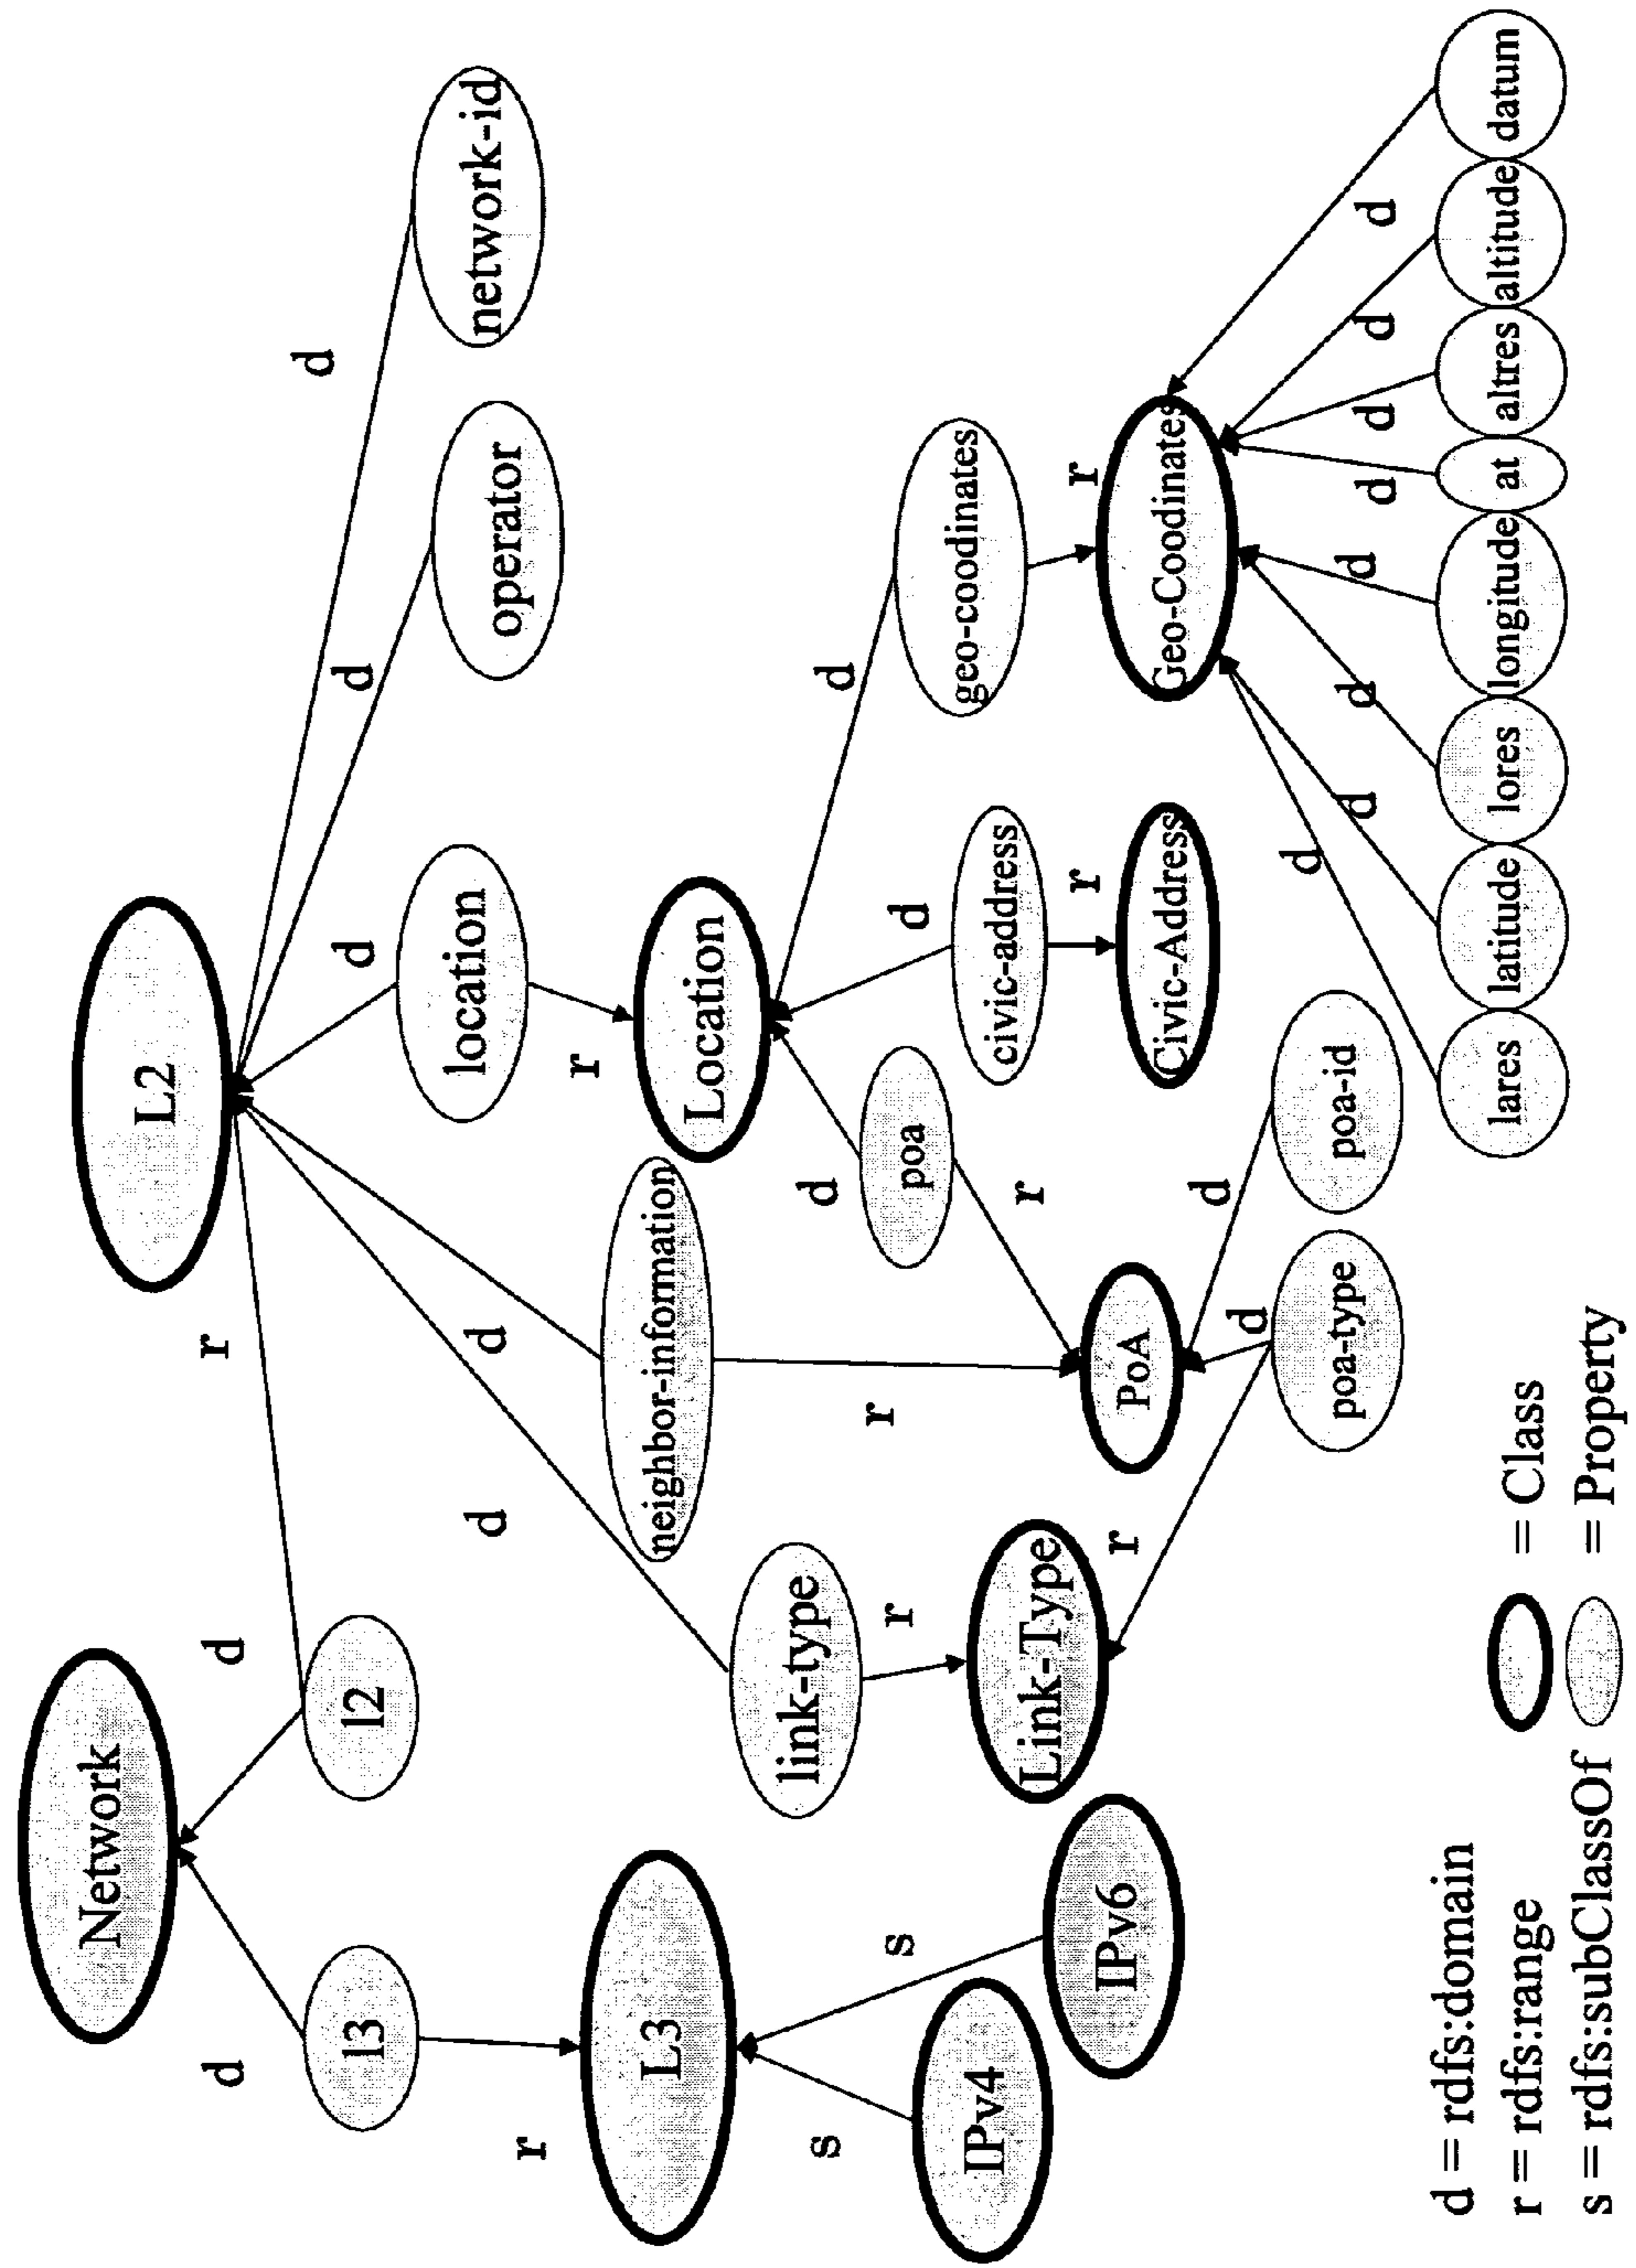 Network
L2
d
d
r
l3
l2
d
d
d
d
d
location
operator
network-id
r
r
L3
neighbor-information
Location
s
s
link-type
r
r
d
poa
d
d
civic-address
geo-coodinates
IPv4
IPv6
Link-Type
PoA
r
r
r
Civic-Address
Geo-Coodinates
r
d
d
poa-type
poa-id
d
d
d
d
d
d
d
d
lares
latitude
lores
longitude
at
altres
altitude
datum
d = rdfs:domain
r = rdfs:range
s = rdfs:subClassOf
= Class
= Property